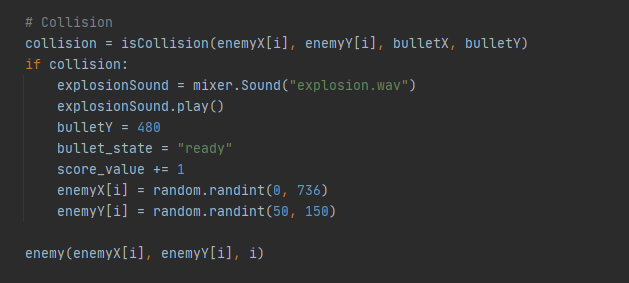 # Collision
collision = isCollision(enemyX[i], enemyY[i], bulletX, bulletY)
if collision:
    explosionSound = mixer.Sound("explosion.wav")
    explosionSound.play()
    bulletY = 480
    bullet_state = "ready"
    score_value += 1
    enemyX[i] = random.randint(0, 736)
    enemyY[i] = random.randint(50, 150)

enemy(enemyX[i], enemyY[i], i)